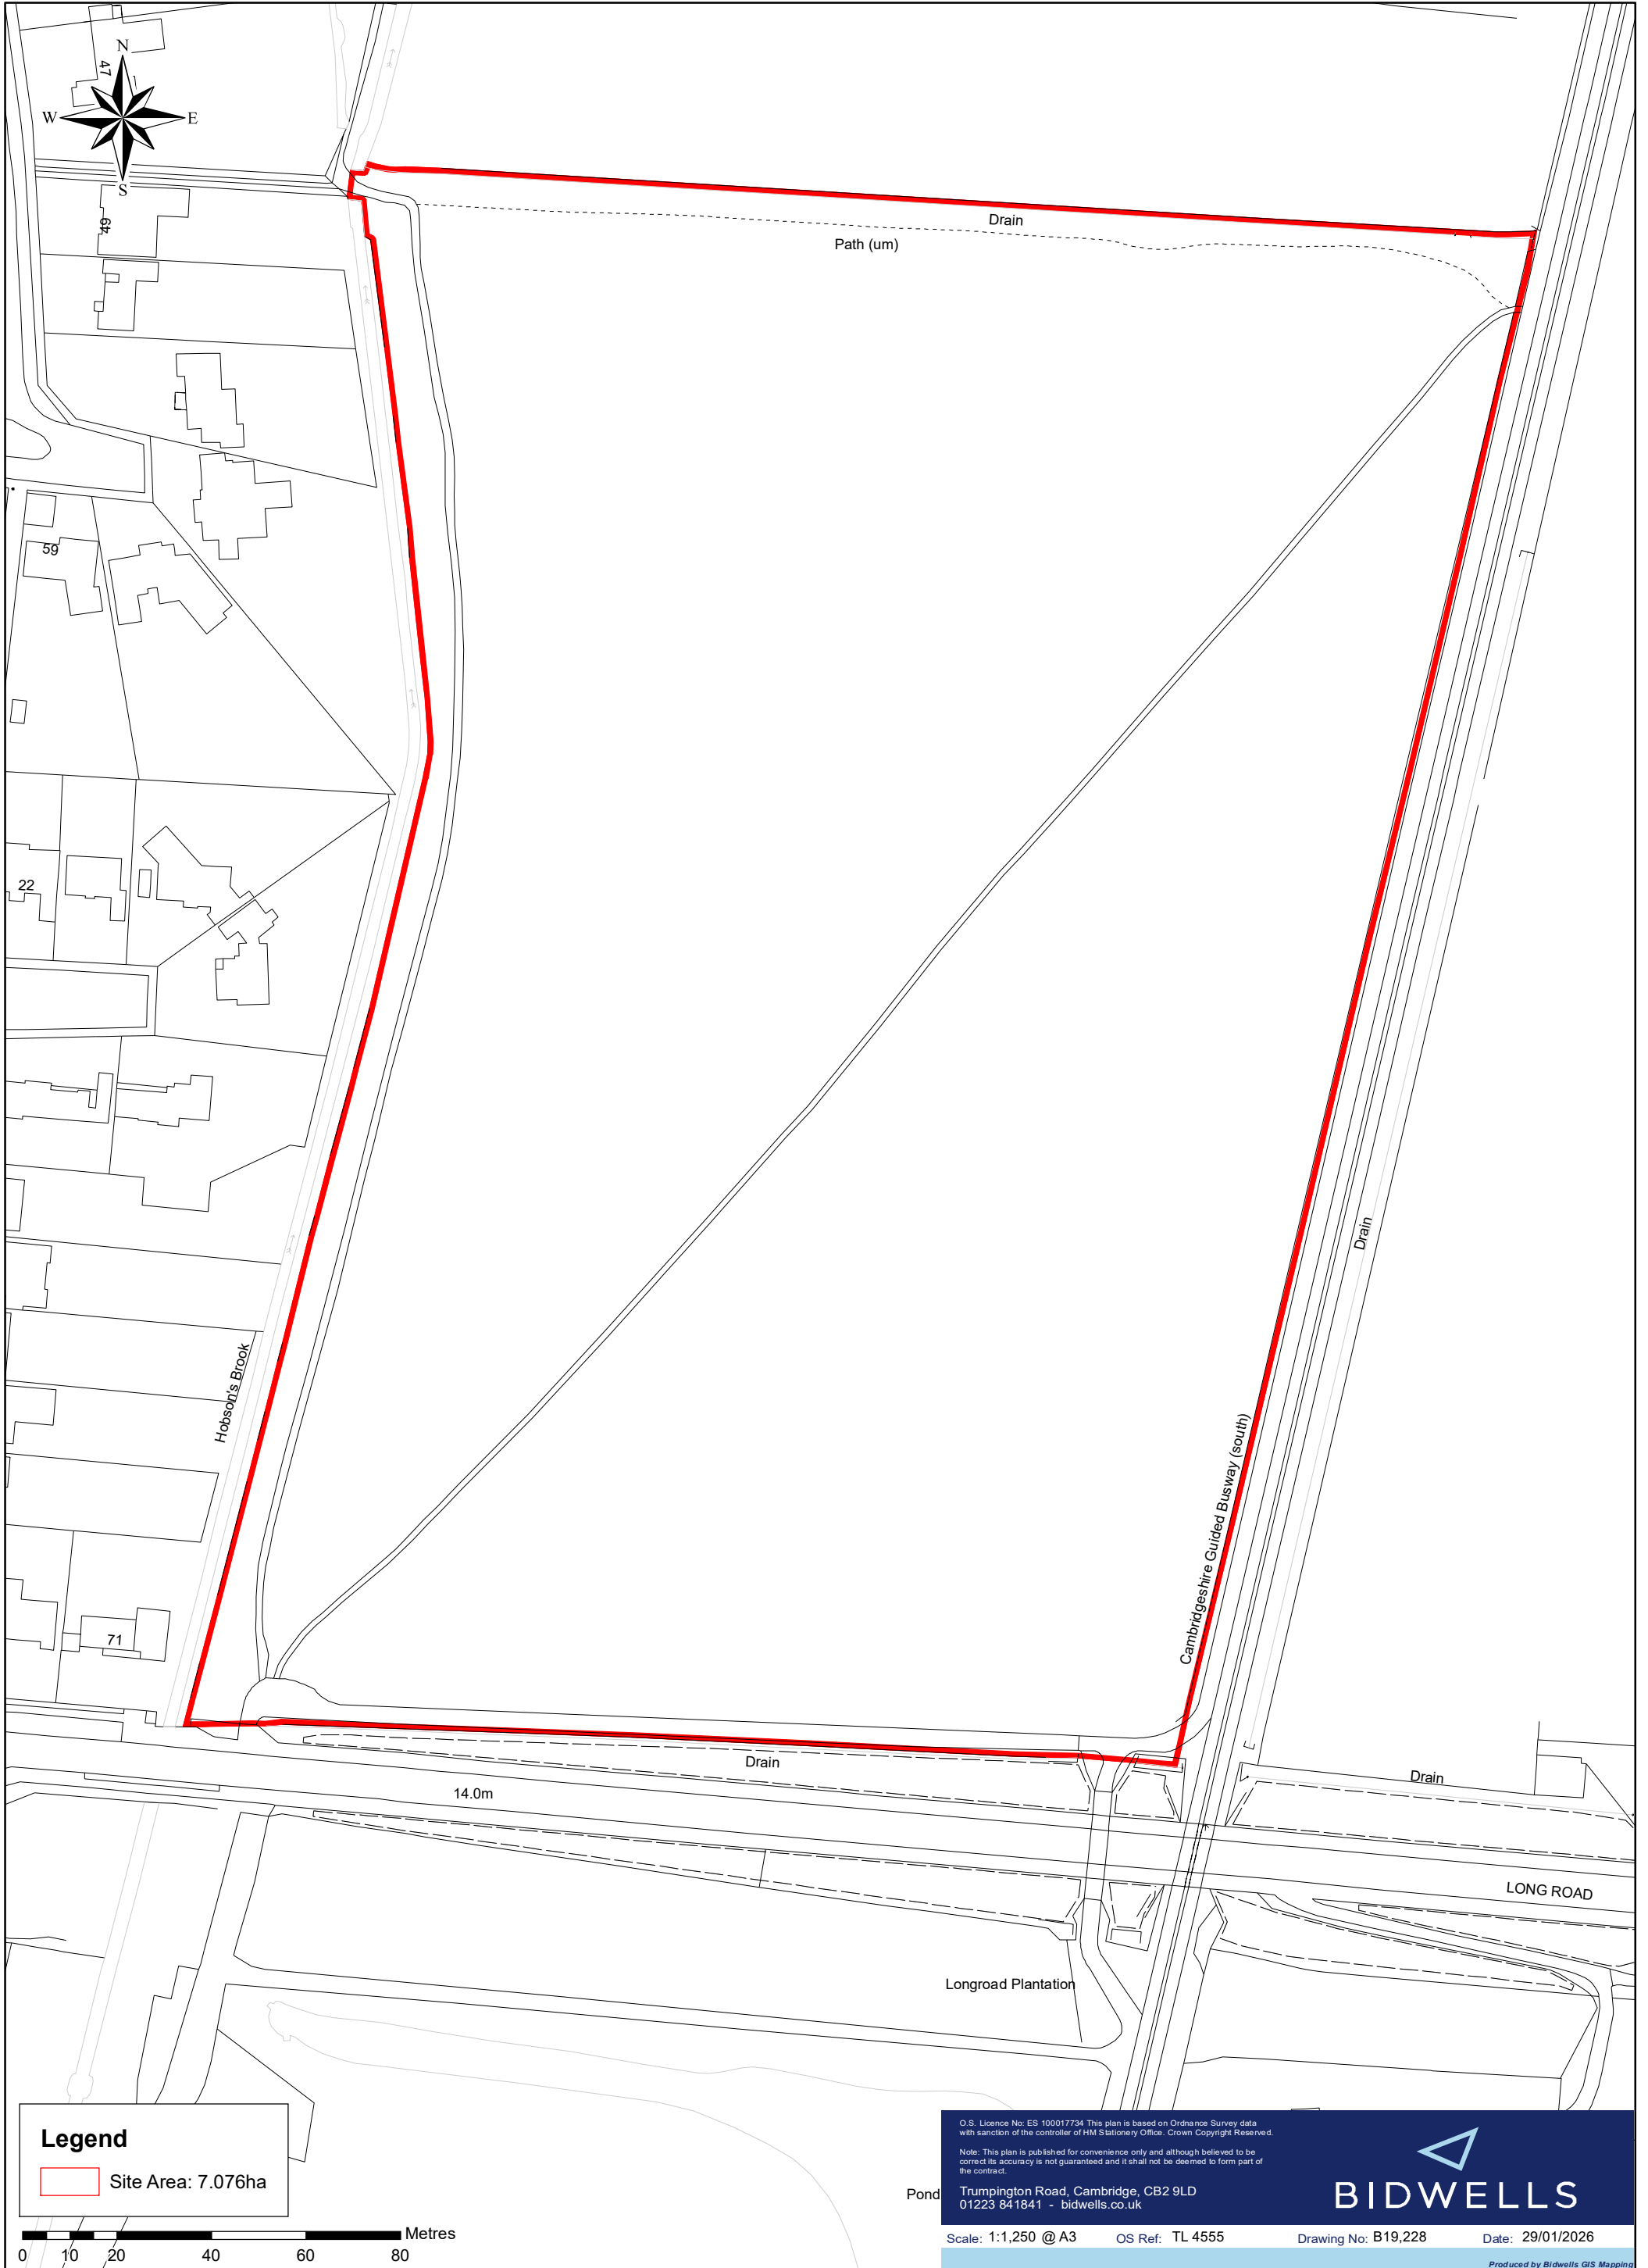 N
47
W
E
S
49
Drain
Path (um)
59
22
Drain
Hobson's Brook
Cambridgeshire Guided Busway (south)
71
Drain
Drain
14.0m
LONG ROAD
Longroad Plantation
Pond
Legend
Site Area: 7.076ha
Metres
0 10 20 40 60 80
O.S. Licence No: ES 100017734 This plan is based on Ordnance Survey data
with sanction of the controller of HM Stationery Office. Crown Copyright Reserved.
Note: This plan is published for convenience only and although believed to be
correct its accuracy is not guaranteed and it shall not be deemed to form part of
the contract.
Trumpington Road, Cambridge, CB2 9LD
01223 841841 - bidwells.co.uk
BIDWELLS
Scale: 1:1,250 @ A3 OS Ref: TL 4555 Drawing No: B19,228 Date: 29/01/2026
Produced by Bidwells GIS Mapping